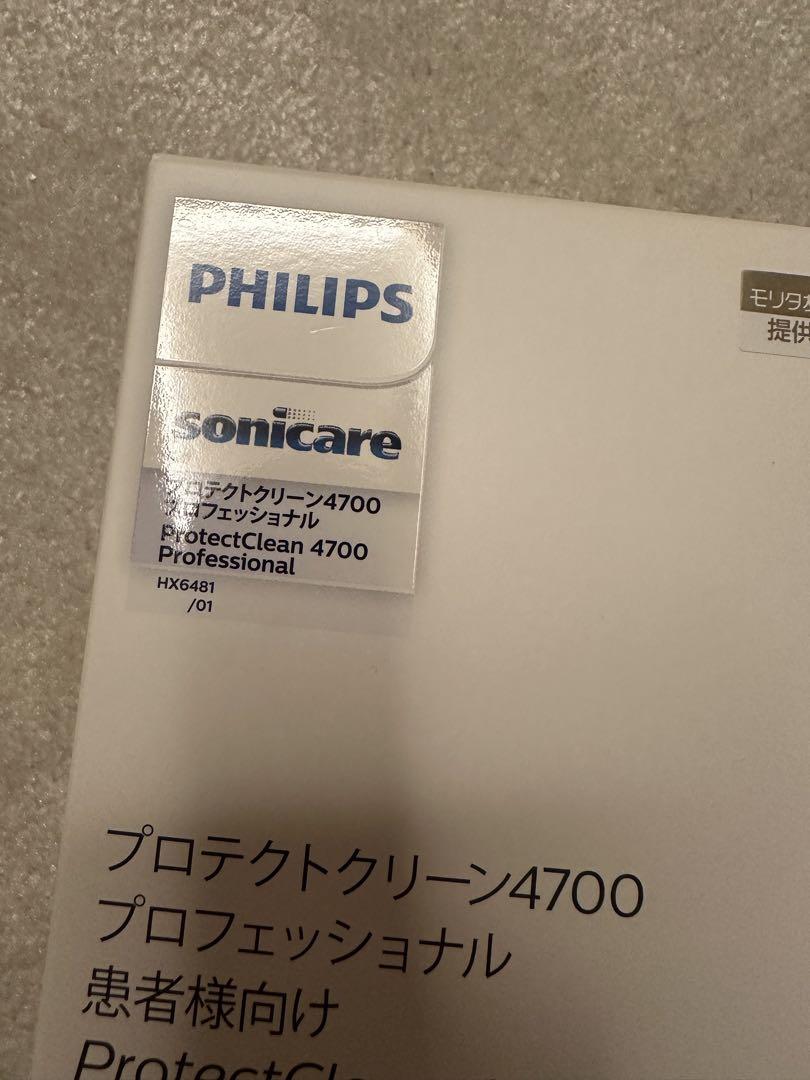 PHILIPS
sonicare
プロテクトクリーン4700
プロフェッショナル
ProtectClean 4700
Professional
HX6481
/01
モリタ
提供
プロテクトクリーン4700
プロフェッショナル
患者様向け